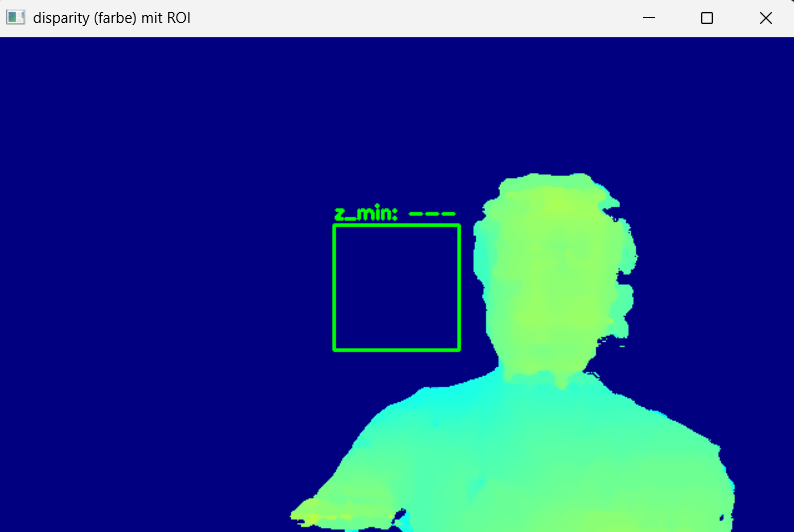 disparity (farbe) mit ROI
z_min: ---